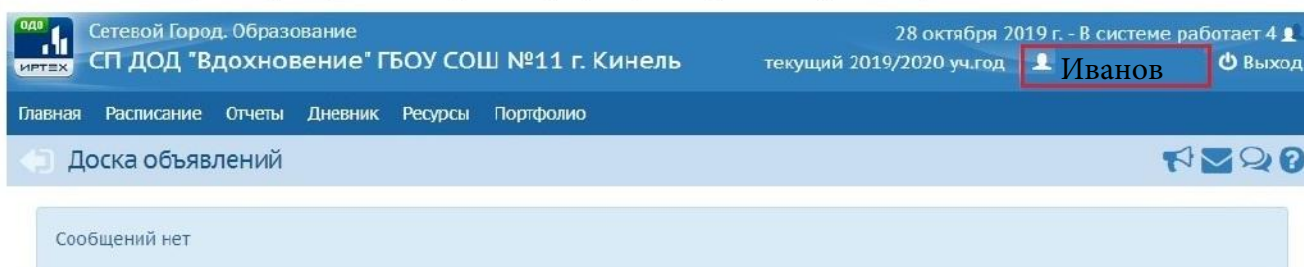 ОДО
ИРТЕХ
Сетевой Город. Образование
28 октября 2019 г. - В системе работает 4
СП ДОД "Вдохновение" ГБОУ СОШ №11 г. Кинель
текущий 2019/2020 уч.год Иванов Выход
Главная Расписание Отчеты Дневник Ресурсы Портфолио
Доска объявлений
?
Сообщений нет